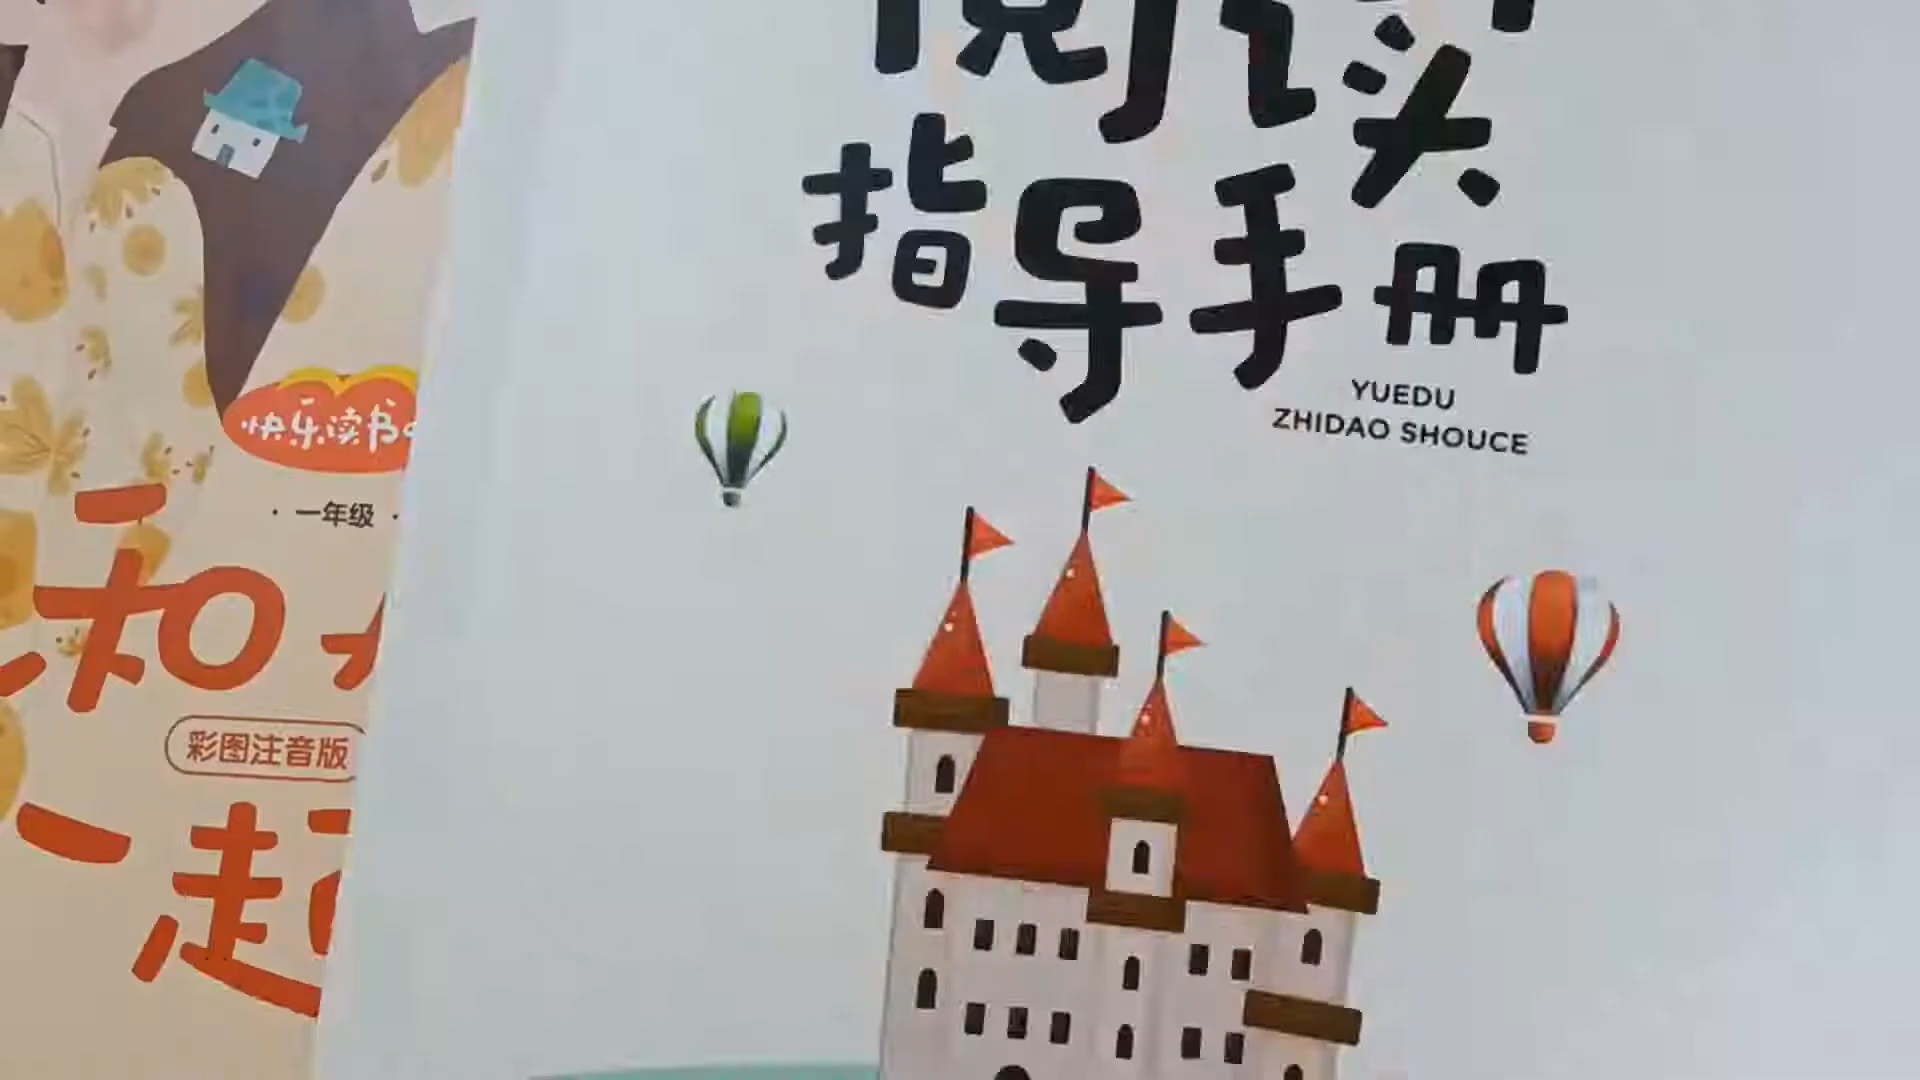 阅读
指导手册
YUEDU
ZHIDAO SHOUCE
快乐读书
· 一年级 ·
和
彩图注音版
一起